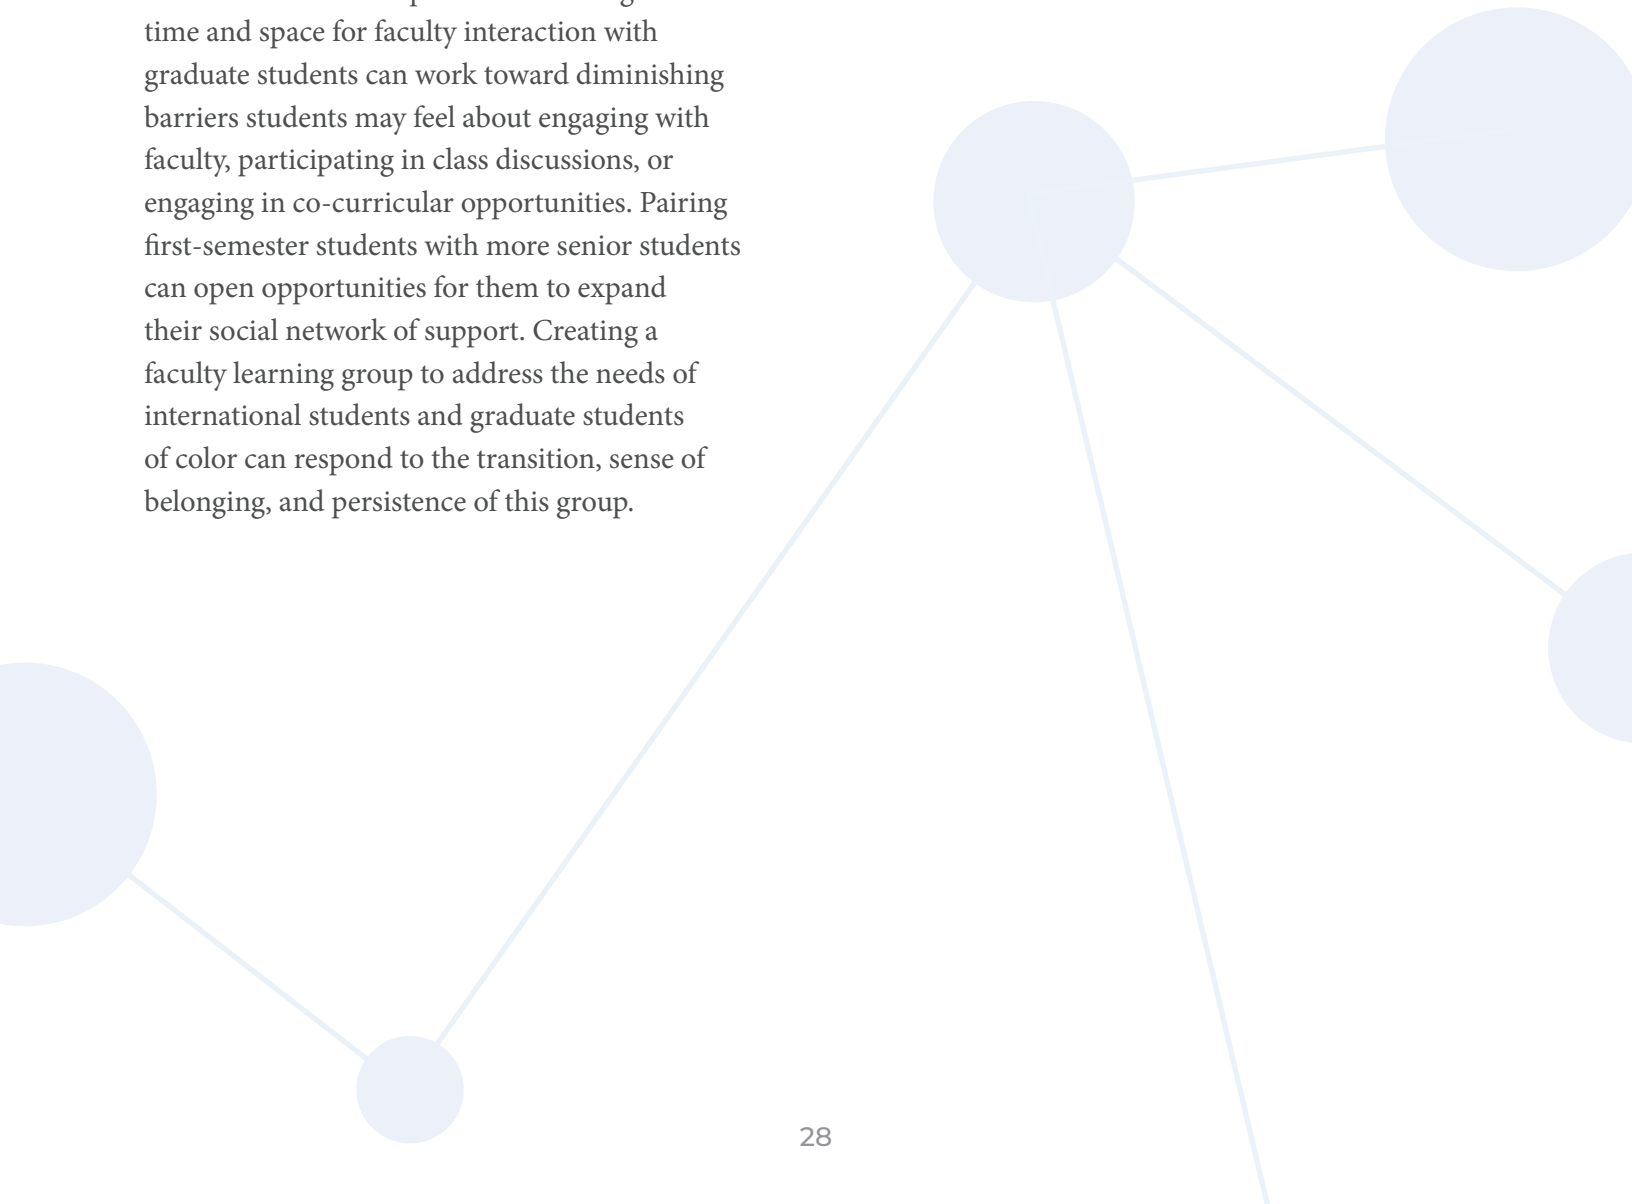 time and space for faculty interaction with
graduate students can work toward diminishing
barriers students may feel about engaging with
faculty, participating in class discussions, or
engaging in co-curricular opportunities. Pairing
first-semester students with more senior students
can open opportunities for them to expand
their social network of support. Creating a
faculty learning group to address the needs of
international students and graduate students
of color can respond to the transition, sense of
belonging, and persistence of this group.
28